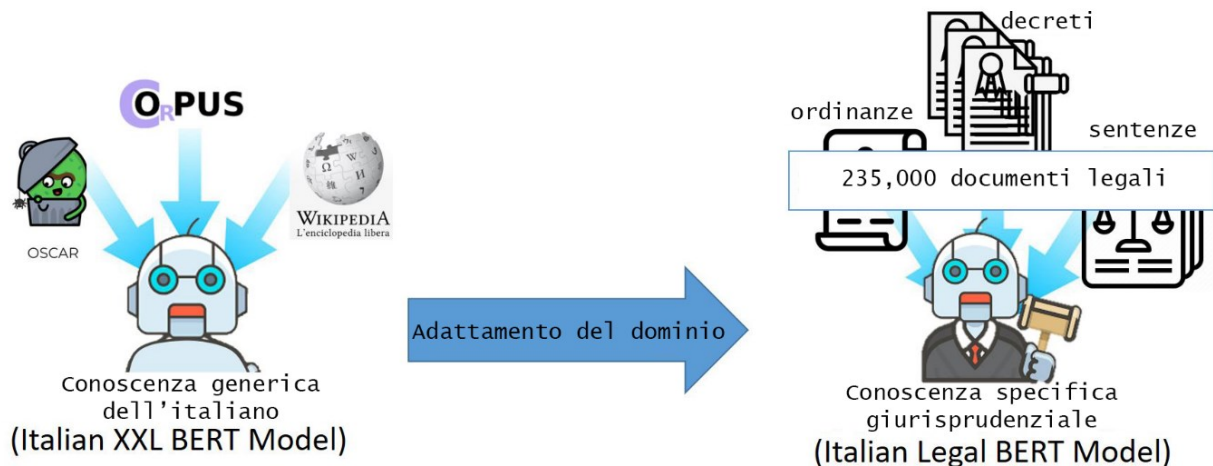 CORPUS
OSCAR
WIKIPEDIA
L'enciclopedia libera
Conoscenza generica
dell'italiano
(Italian XXL BERT Model)
Adattamento del dominio
decreti
ordinanze
sentenze
235,000 documenti legali
Conoscenza specifica
giurisprudenziale
(Italian Legal BERT Model)